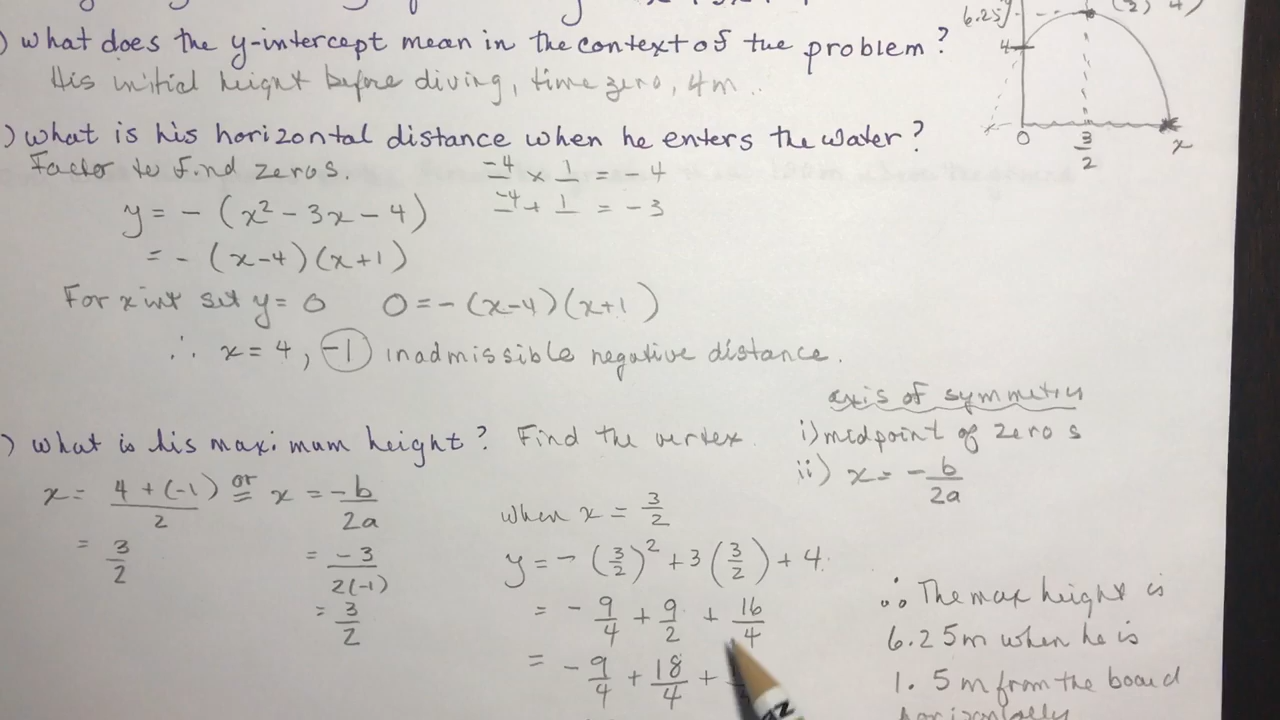 ) What does the y-intercept mean in the context of the problem?
His initial height before diving, time zero, 4m..
6.25
4
0
3/2
x
) what is his horizontal distance when he enters the water?
Factor to find zeros.
-4 × 1 = -4
-4 + 1 = -3
y = - (x² - 3x - 4)
= - (x-4)(x+1)
For x int set y = 0 0 = - (x-4)(x+1)
∴ x = 4, -1 inadmissible negative distance.
axis of symmetry
) what is his maximum height? Find the vertex.
i) midpoint of zeros
ii) x = -b/2a
x = 4 + (-1)/2 or x = -b/2a
= 3/2
= -3/2(-1)
= 3/2
when x = 3/2
y = - (3/2)² + 3(3/2) + 4.
= - 9/4 + 9/2 + 16/4
= - 9/4 + 18/4 +
∴ The max height is
6.25m when he is
1.5m from the board
horizontally